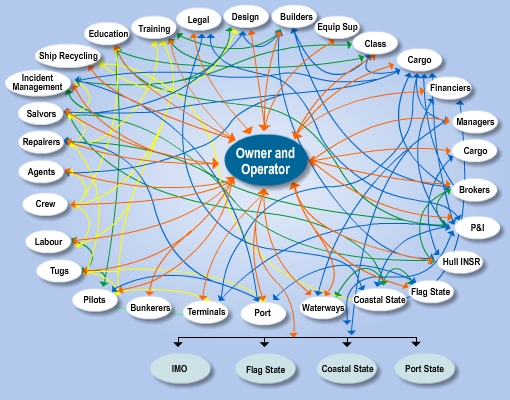 Legal
Design
Builders
Training
Equip Sup
Education
Class
Ship Recycling
Cargo
Incident
Management
Financiers
Salvors
Managers
Repairers
Cargo
Owner and
Operator
Agents
Brokers
Crew
P&I
Labour
Hull INSR
Tugs
Flag State
Pilots
Coastal State
Bunkerers
Terminals
Port
Waterways
IMO
Flag State
Coastal State
Port State